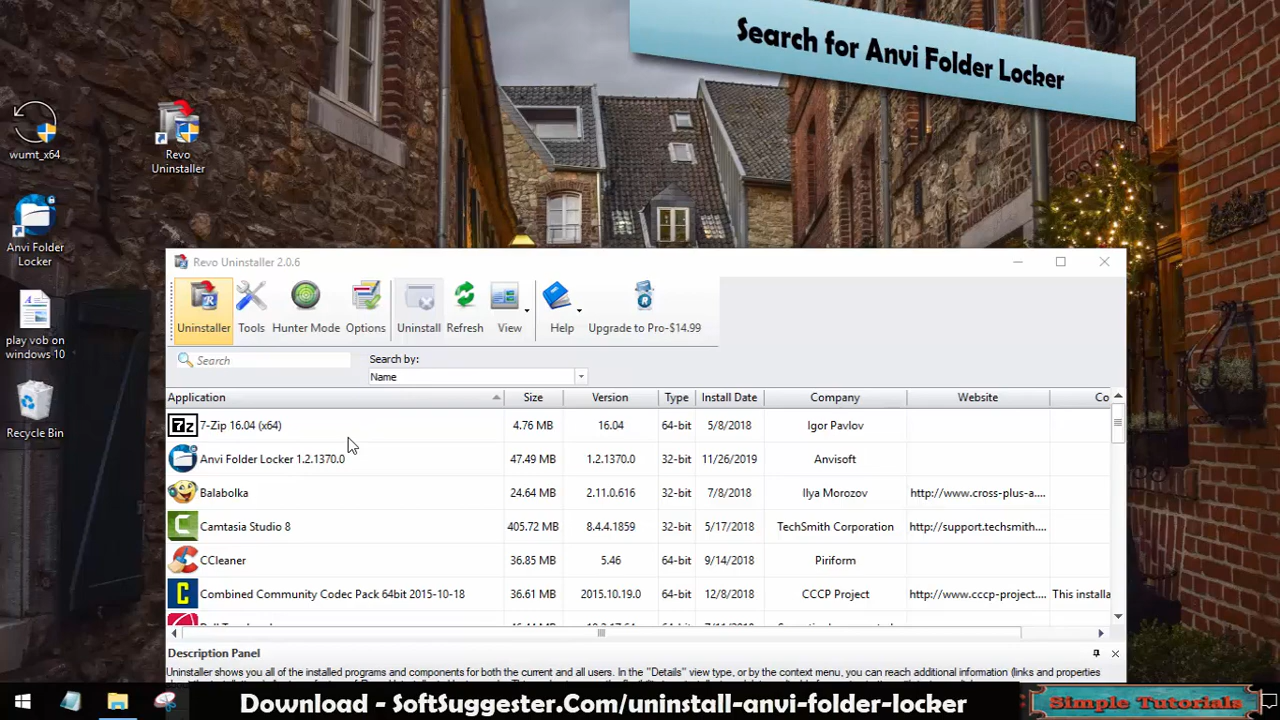 Search for Anvi Folder Locker
wumt_x64
Revo
Uninstaller
Anvi Folder
Locker
play vob on
windows 10
Recycle Bin
Revo Uninstaller 2.0.6
Uninstaller Tools Hunter Mode Options Uninstall Refresh View Help Upgrade to Pro-$14.99
Search
Search by:
Name
Application Size Version Type Install Date Company Website Co
7z 7-Zip 16.04 (x64) 4.76 MB 16.04 64-bit 5/8/2018 Igor Pavlov
Anvi Folder Locker 1.2.1370.0 47.49 MB 1.2.1370.0 32-bit 11/26/2019 Anvisoft
Balabolka 24.64 MB 2.11.0.616 32-bit 7/8/2018 Ilya Morozov http://www.cross-plus-a....
Camtasia Studio 8 405.72 MB 8.4.4.1859 32-bit 5/17/2018 TechSmith Corporation http://support.techsmith....
CCleaner 36.85 MB 5.46 64-bit 9/14/2018 Piriform
Combined Community Codec Pack 64bit 2015-10-18 36.61 MB 2015.10.19.0 64-bit 12/8/2018 CCCP Project http://www.cccp-project.... This installa
Description Panel
Uninstaller shows you all of the installed programs and components for both the current and all users. In the "Details" view type, or by the context menu, you can reach additional information (links and properties
Download - SoftSuggester.Com/uninstall-anvi-folder-locker
Simple Tutorials